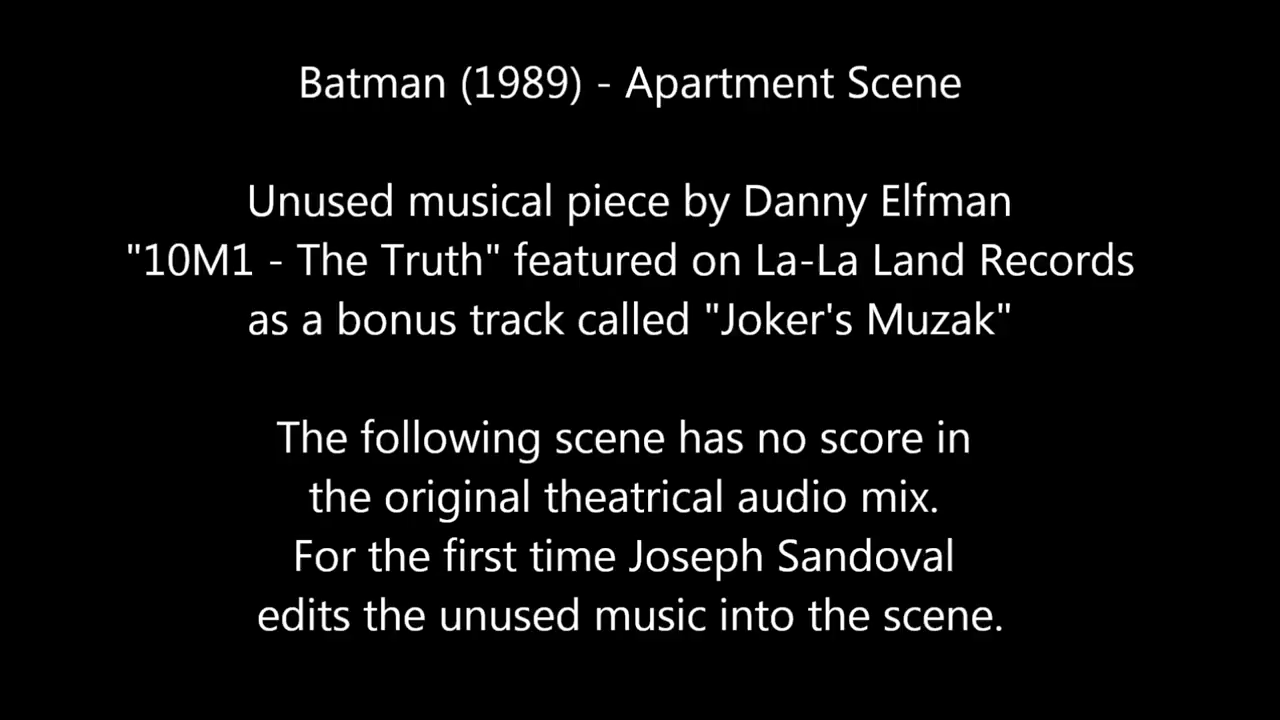 Batman (1989) - Apartment Scene
Unused musical piece by Danny Elfman
"10M1 - The Truth" featured on La-La Land Records
as a bonus track called "Joker's Muzak"
The following scene has no score in
the original theatrical audio mix.
For the first time Joseph Sandoval
edits the unused music into the scene.